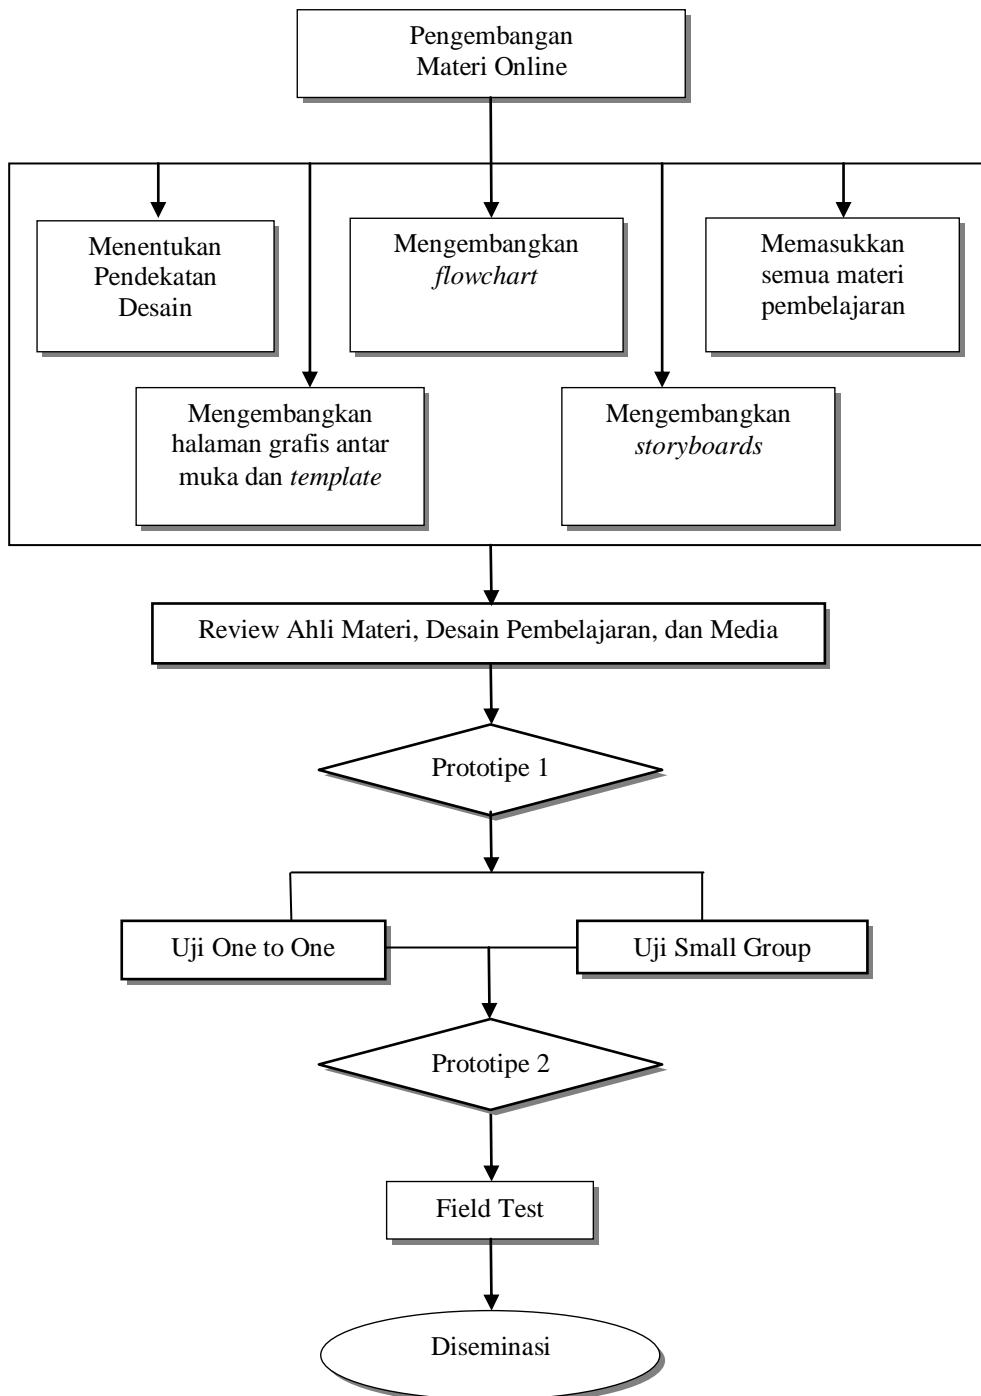 Pengembangan
Materi Online
Menentukan
Pendekatan
Desain
Mengembangkan
flowchart
Memasukkan
semua materi
pembelajaran
Mengembangkan
halaman grafis antar
muka dan template
Mengembangkan
storyboards
Review Ahli Materi, Desain Pembelajaran, dan Media
Prototipe 1
Uji One to One
Uji Small Group
Prototipe 2
Field Test
Diseminasi